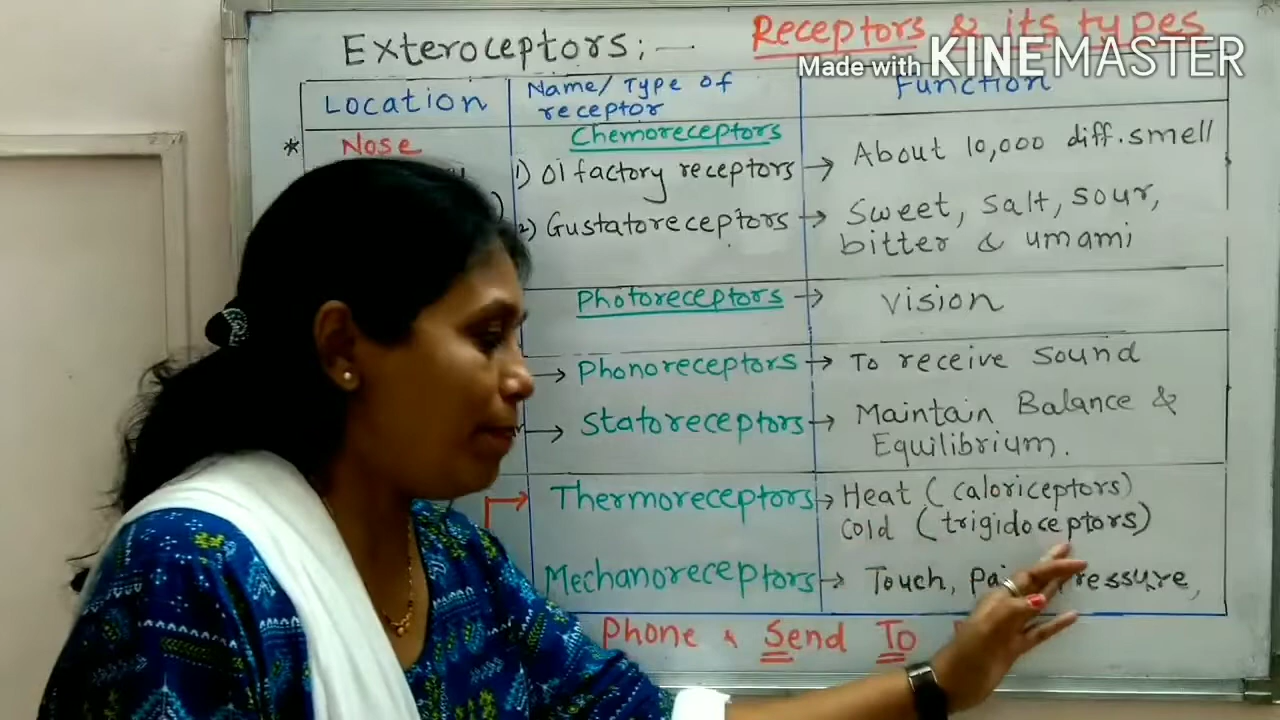 Receptors & its types
Exteroceptors :—
Made with KINEMASTER
Location
Name/ Type of
receptor
Function
* Nose
Chemoreceptors
1) Olfactory receptors → About 10,000 diff. smell
2) Gustatoreceptors → Sweet, salt, sour,
bitter & umami
Photoreceptors → Vision
→ Phonoreceptors → To receive sound
→ Statoreceptors → Maintain Balance &
Equilibrium.
→ Thermoreceptors → Heat (caloriceptors)
cold (trigidoceptors)
Mechanoreceptors → Touch,
Phone & Send To